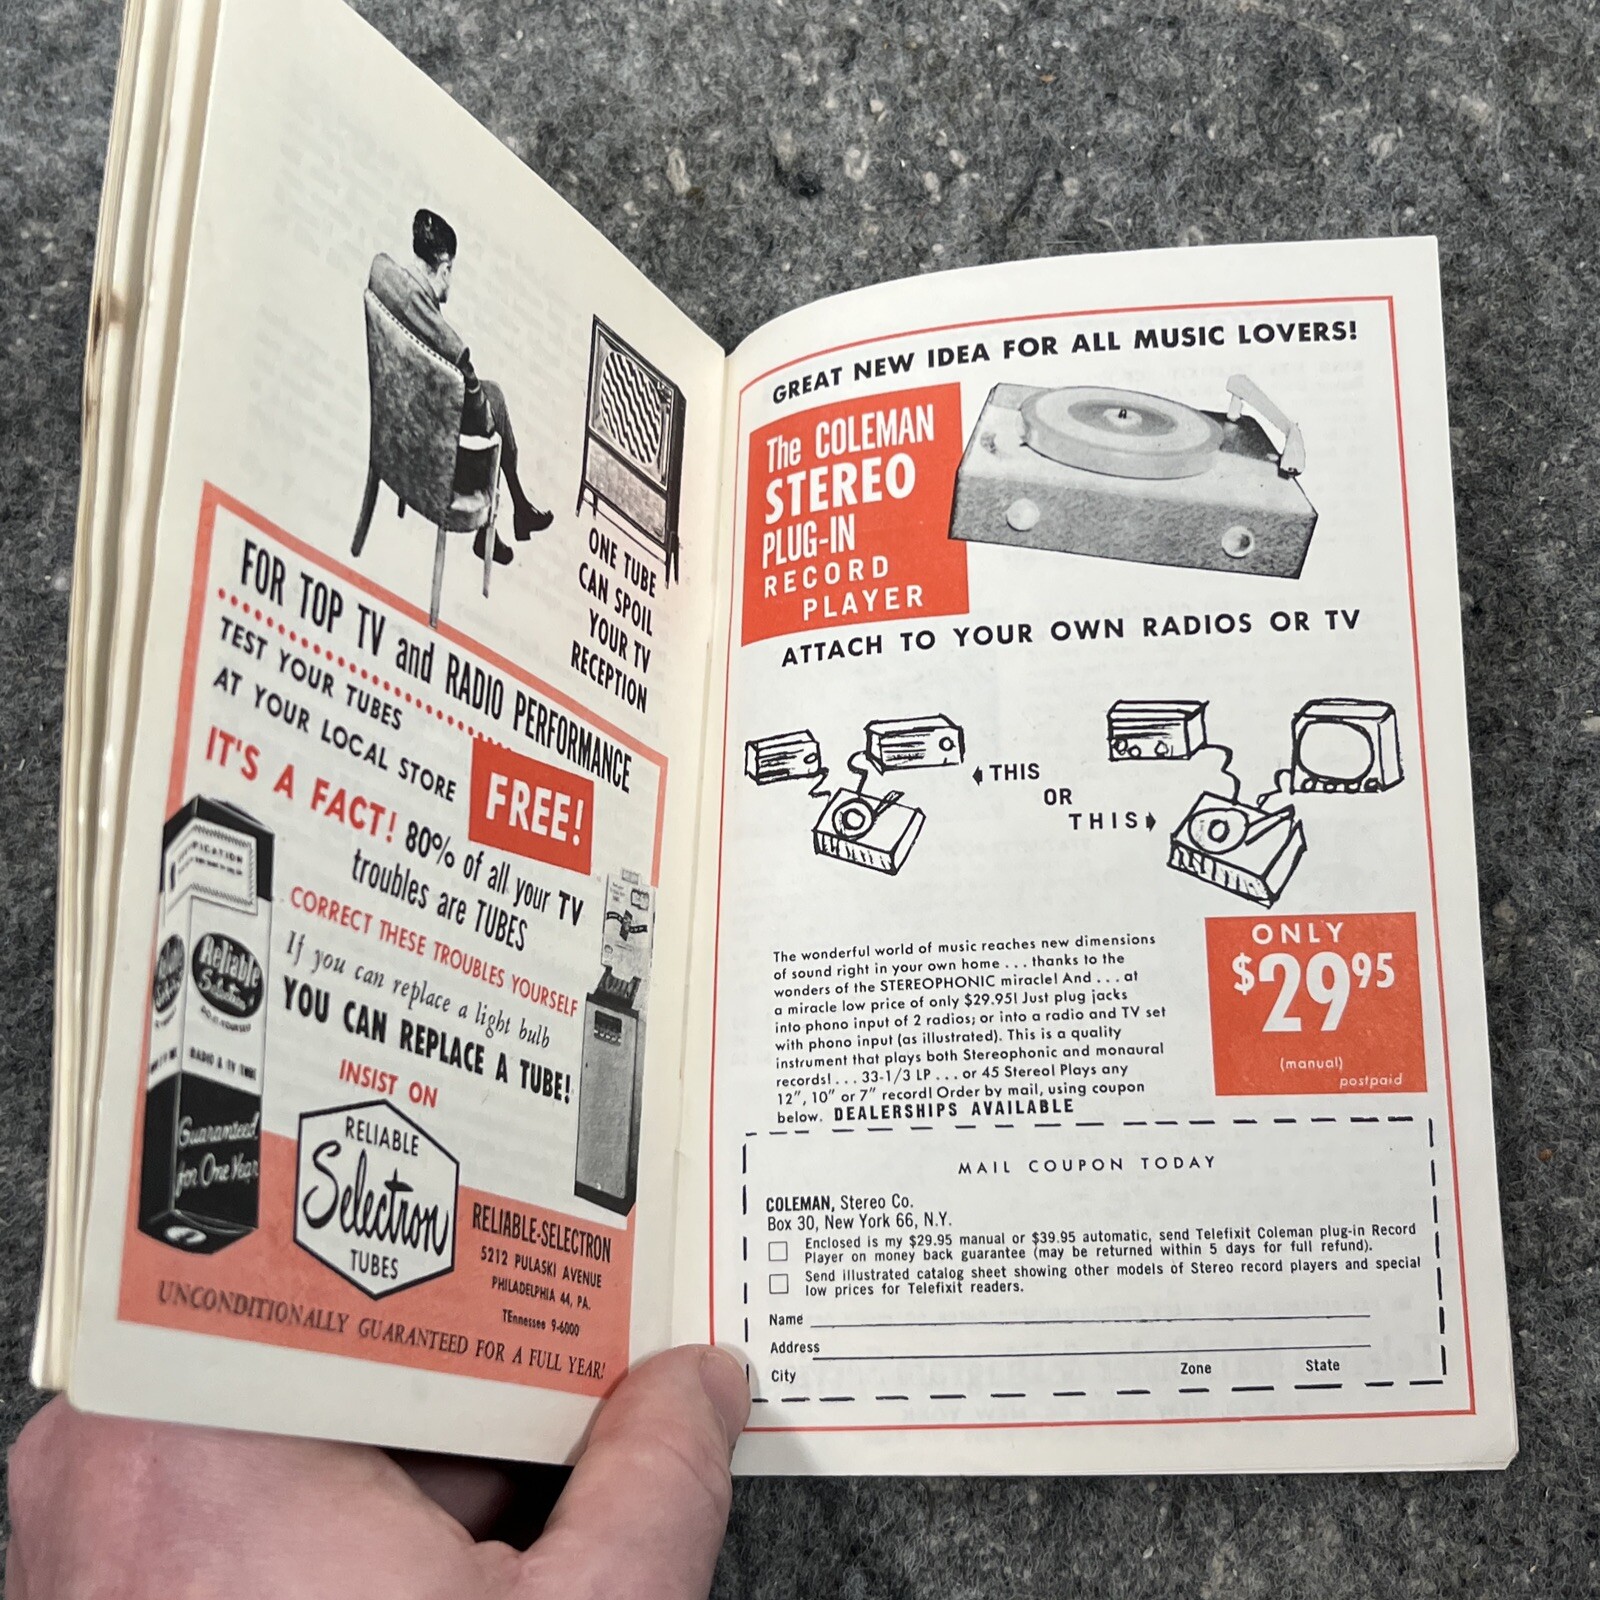 ONE TUBE
CAN SPOIL
YOUR TV
RECEPTION
FOR TOP TV and RADIO PERFORMANCE
TEST YOUR TUBES
AT YOUR LOCAL STORE
FREE!
IT'S A FACT! 80% of all your TV
troubles are TUBES
CORRECT THESE TROUBLES YOURSELF
If you can replace a light bulb
YOU CAN REPLACE A TUBE!
INSIST ON
RELIABLE
Selectron
TUBES
Reliable
RADIO & TV
Guaranteed
for One Year
RELIABLE-SELECTRON
5212 PULASKI AVENUE
PHILADELPHIA 44, PA.
TEnnessee 9-6000
UNCONDITIONALLY GUARANTEED FOR A FULL YEAR!
GREAT NEW IDEA FOR ALL MUSIC LOVERS!
The COLEMAN
STEREO
PLUG-IN
RECORD
PLAYER
ATTACH TO YOUR OWN RADIOS OR TV
THIS
OR
THIS
The wonderful world of music reaches new dimensions
of sound right in your own home . . . thanks to the
wonders of the STEREOPHONIC miracle! And . . . at
a miracle low price of only $29.95! Just plug jacks
into phono input of 2 radios; or into a radio and TV set
with phono input (as illustrated). This is a quality
instrument that plays both Stereophonic and monaural
records! . . . 33-1/3 LP . . . or 45 Stereo! Plays any
12", 10" or 7" record! Order by mail, using coupon
below. DEALERSHIPS AVAILABLE
ONLY
$29.95
(manual)
postpaid
MAIL COUPON TODAY
COLEMAN, Stereo Co.
Box 30, New York 66, N.Y.
Enclosed is my $29.95 manual or $39.95 automatic, send Telefixit Coleman plug-in Record
Player on money back guarantee (may be returned within 5 days for full refund).
Send illustrated catalog sheet showing other models of Stereo record players and special
low prices for Telefixit readers.
Name
Address
City Zone State